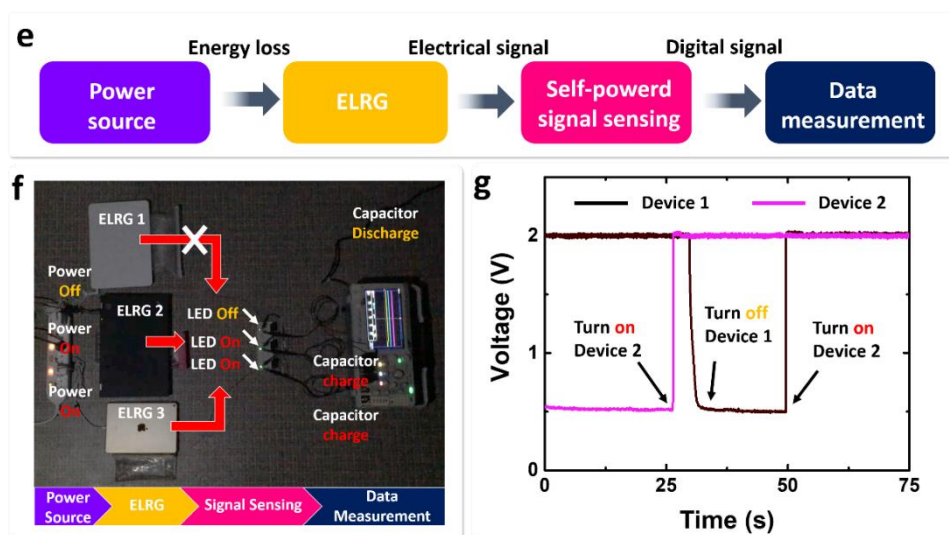 e
Energy loss
Electrical signal
Digital signal
Power
source
ELRG
Self-powerd
signal sensing
Data
measurement
f
ELRG 1
Capacitor
Discharge
Power
Off
ELRG 2
LED Off
Power
On
LED On
LED On
Capacitor
charge
Power
On
ELRG 3
Capacitor
charge
Power
Source
ELRG
Signal Sensing
Data
Measurement
g
Device 1
Device 2
Voltage (V)
2
1
0
Turn on
Device 2
Turn off
Device 1
Turn on
Device 2
0
25
50
75
Time (s)